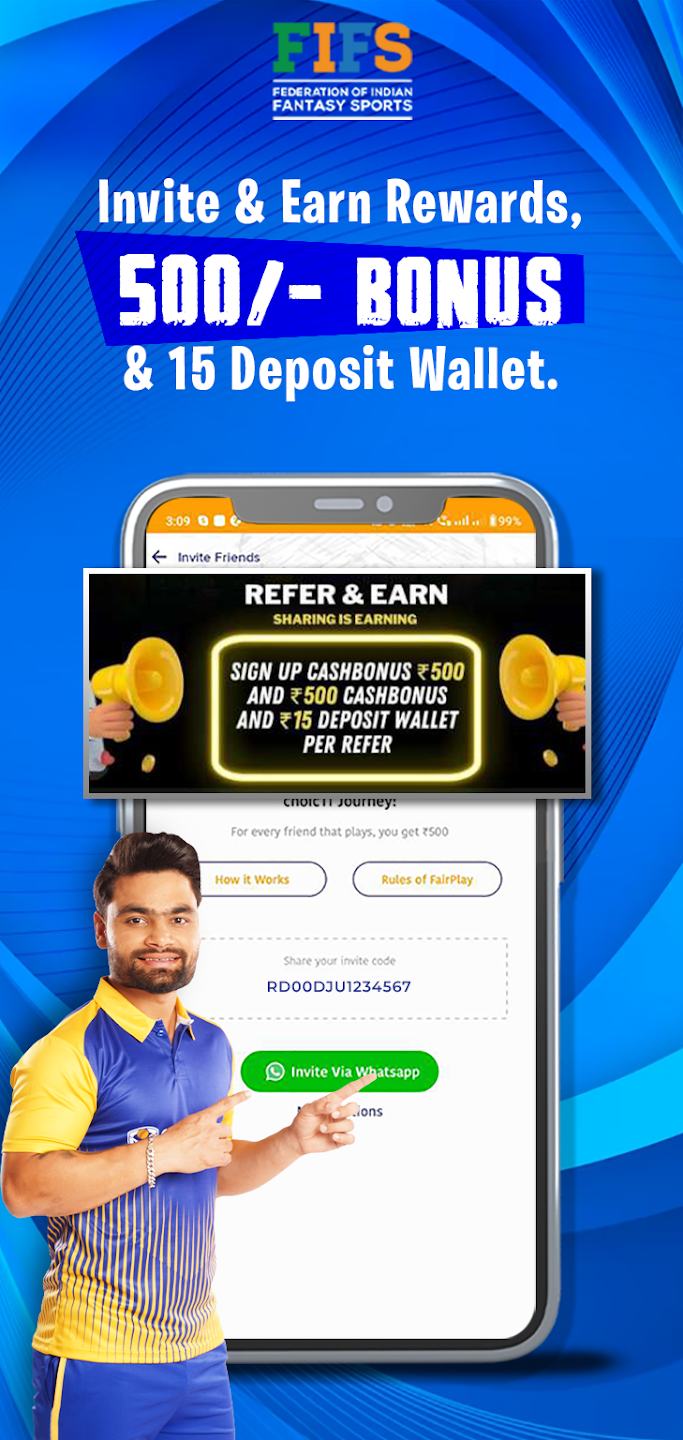 FIFS
FEDERATION OF INDIAN
FANTASY SPORTS
Invite & Earn Rewards,
500/- BONUS
& 15 Deposit Wallet.
3:09
99%
Invite Friends
REFER & EARN
SHARING IS EARNING
SIGN UP CASHBONUS ₹500
AND ₹500 CASHBONUS
AND ₹15 DEPOSIT WALLET
PER REFER
Journey!
For every friend that plays, you get ₹500
How it Works
Rules of FairPlay
Share your invite code
RD00DJU1234567
Invite Via Whatsapp